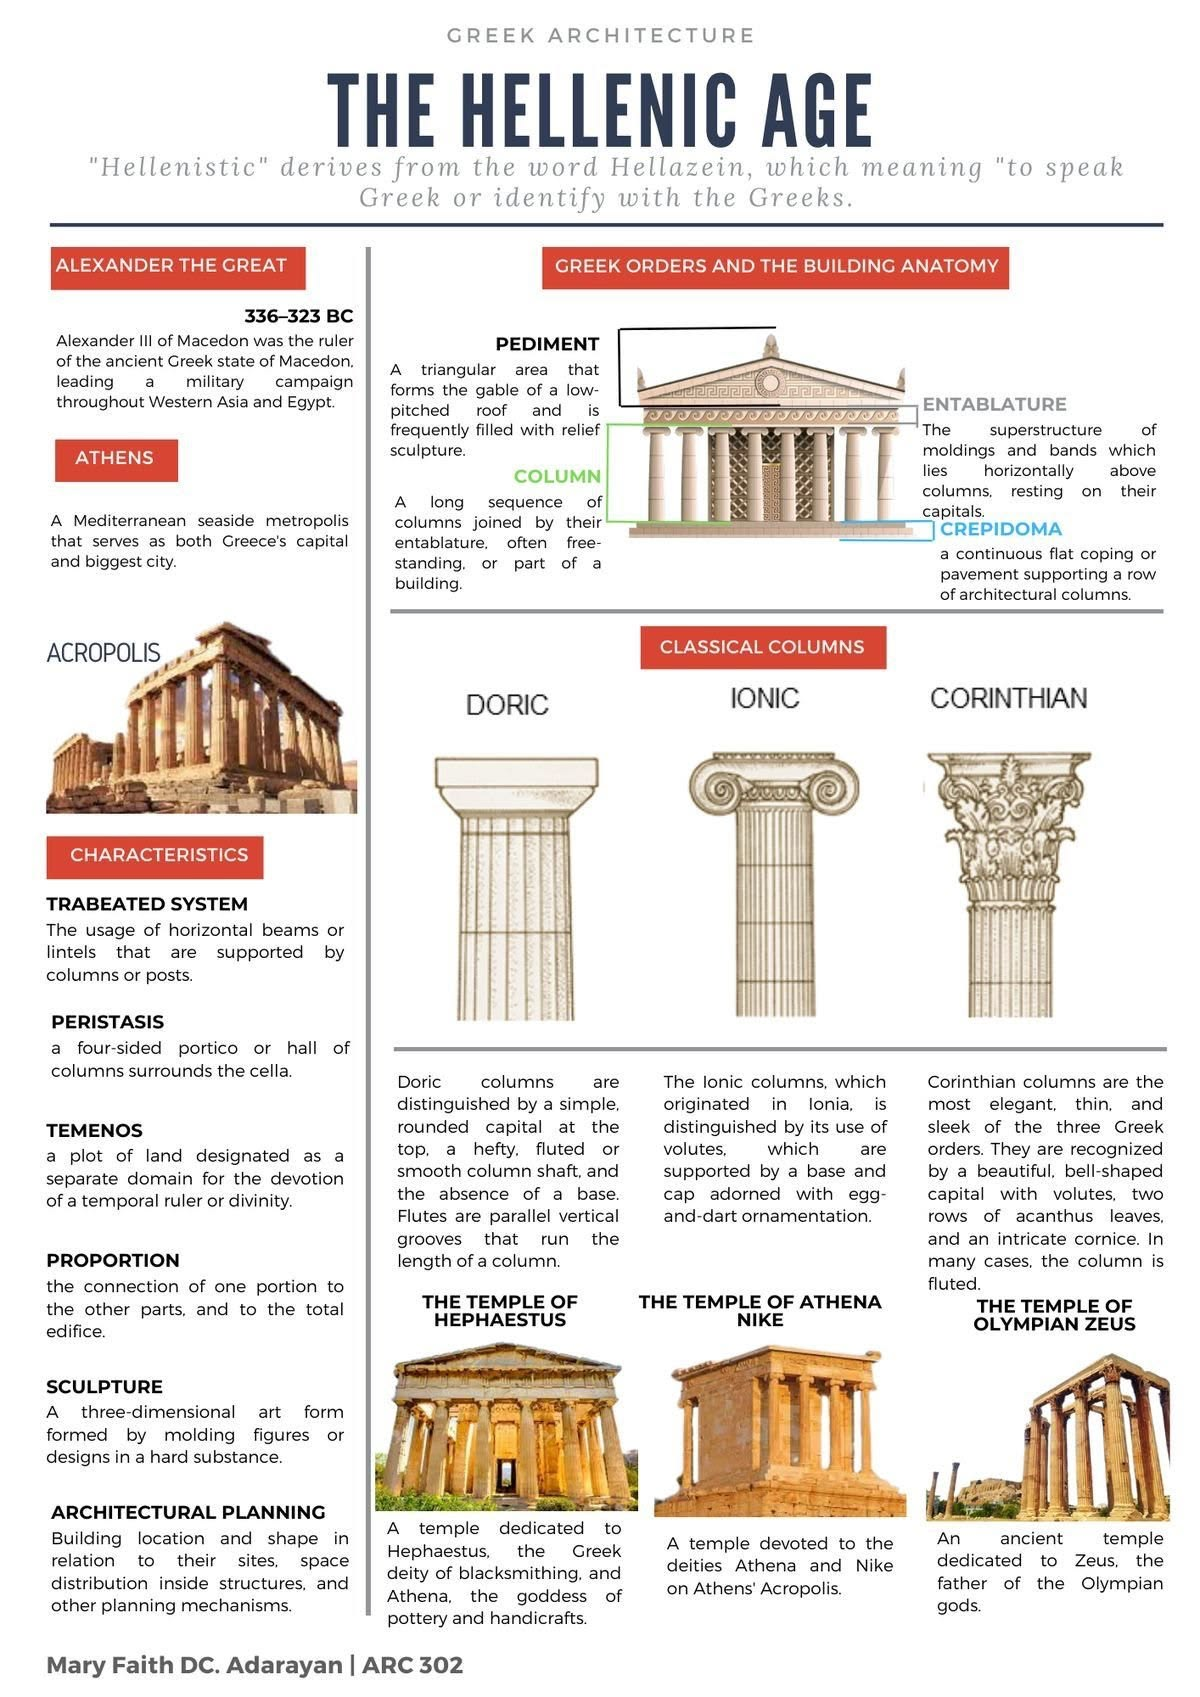 GREEK ARCHITECTURE
THE HELLENIC AGE
"Hellenistic" derives from the word Hellazein, which meaning "to speak
Greek or identify with the Greeks.
ALEXANDER THE GREAT
336–323 BC
Alexander III of Macedon was the ruler
of the ancient Greek state of Macedon,
leading a military campaign
throughout Western Asia and Egypt.
ATHENS
A Mediterranean seaside metropolis
that serves as both Greece's capital
and biggest city.
ACROPOLIS
CHARACTERISTICS
TRABEATED SYSTEM
The usage of horizontal beams or
lintels that are supported by
columns or posts.
PERISTASIS
a four-sided portico or hall of
columns surrounds the cella.
TEMENOS
a plot of land designated as a
separate domain for the devotion
of a temporal ruler or divinity.
PROPORTION
the connection of one portion to
the other parts, and to the total
edifice.
SCULPTURE
A three-dimensional art form
formed by molding figures or
designs in a hard substance.
ARCHITECTURAL PLANNING
Building location and shape in
relation to their sites, space
distribution inside structures, and
other planning mechanisms.
GREEK ORDERS AND THE BUILDING ANATOMY
PEDIMENT
A triangular area that
forms the gable of a low-
pitched roof and is
frequently filled with relief
sculpture.
COLUMN
A long sequence of
columns joined by their
entablature, often free-
standing, or part of a
building.
ENTABLATURE
The superstructure of
moldings and bands which
lies horizontally above
columns, resting on their
capitals.
CREPIDOMA
a continuous flat coping or
pavement supporting a row
of architectural columns.
CLASSICAL COLUMNS
DORIC
IONIC
CORINTHIAN
Doric columns are
distinguished by a simple,
rounded capital at the
top, a hefty, fluted or
smooth column shaft, and
the absence of a base.
Flutes are parallel vertical
grooves that run the
length of a column.
The Ionic columns, which
originated in Ionia, is
distinguished by its use of
volutes, which are
supported by a base and
cap adorned with egg-
and-dart ornamentation.
Corinthian columns are the
most elegant, thin, and
sleek of the three Greek
orders. They are recognized
by a beautiful, bell-shaped
capital with volutes, two
rows of acanthus leaves,
and an intricate cornice. In
many cases, the column is
fluted.
THE TEMPLE OF
HEPHAESTUS
A temple dedicated to
Hephaestus, the Greek
deity of blacksmithing, and
Athena, the goddess of
pottery and handicrafts.
THE TEMPLE OF ATHENA
NIKE
A temple devoted to the
deities Athena and Nike
on Athens' Acropolis.
THE TEMPLE OF
OLYMPIAN ZEUS
An ancient temple
dedicated to Zeus, the
father of the Olympian
gods.
Mary Faith DC. Adarayan | ARC 302